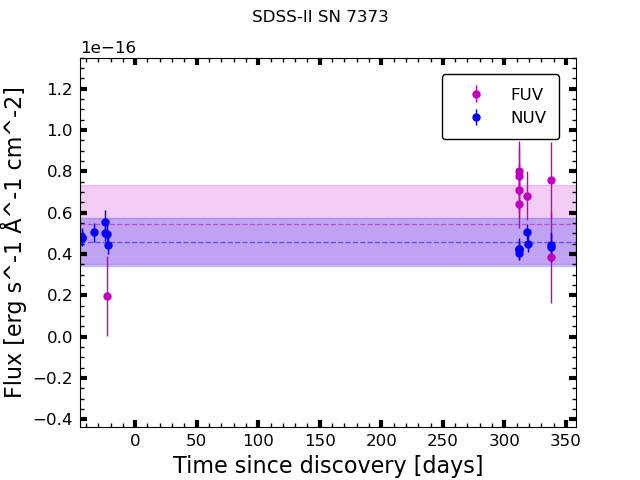 SDSS-II SN 7373
1e−16
FUV
NUV
Flux [erg s^-1 Å^-1 cm^-2]
1.2
1.0
0.8
0.6
0.4
0.2
0.0
−0.2
−0.4
0 50 100 150 200 250 300 350
Time since discovery [days]